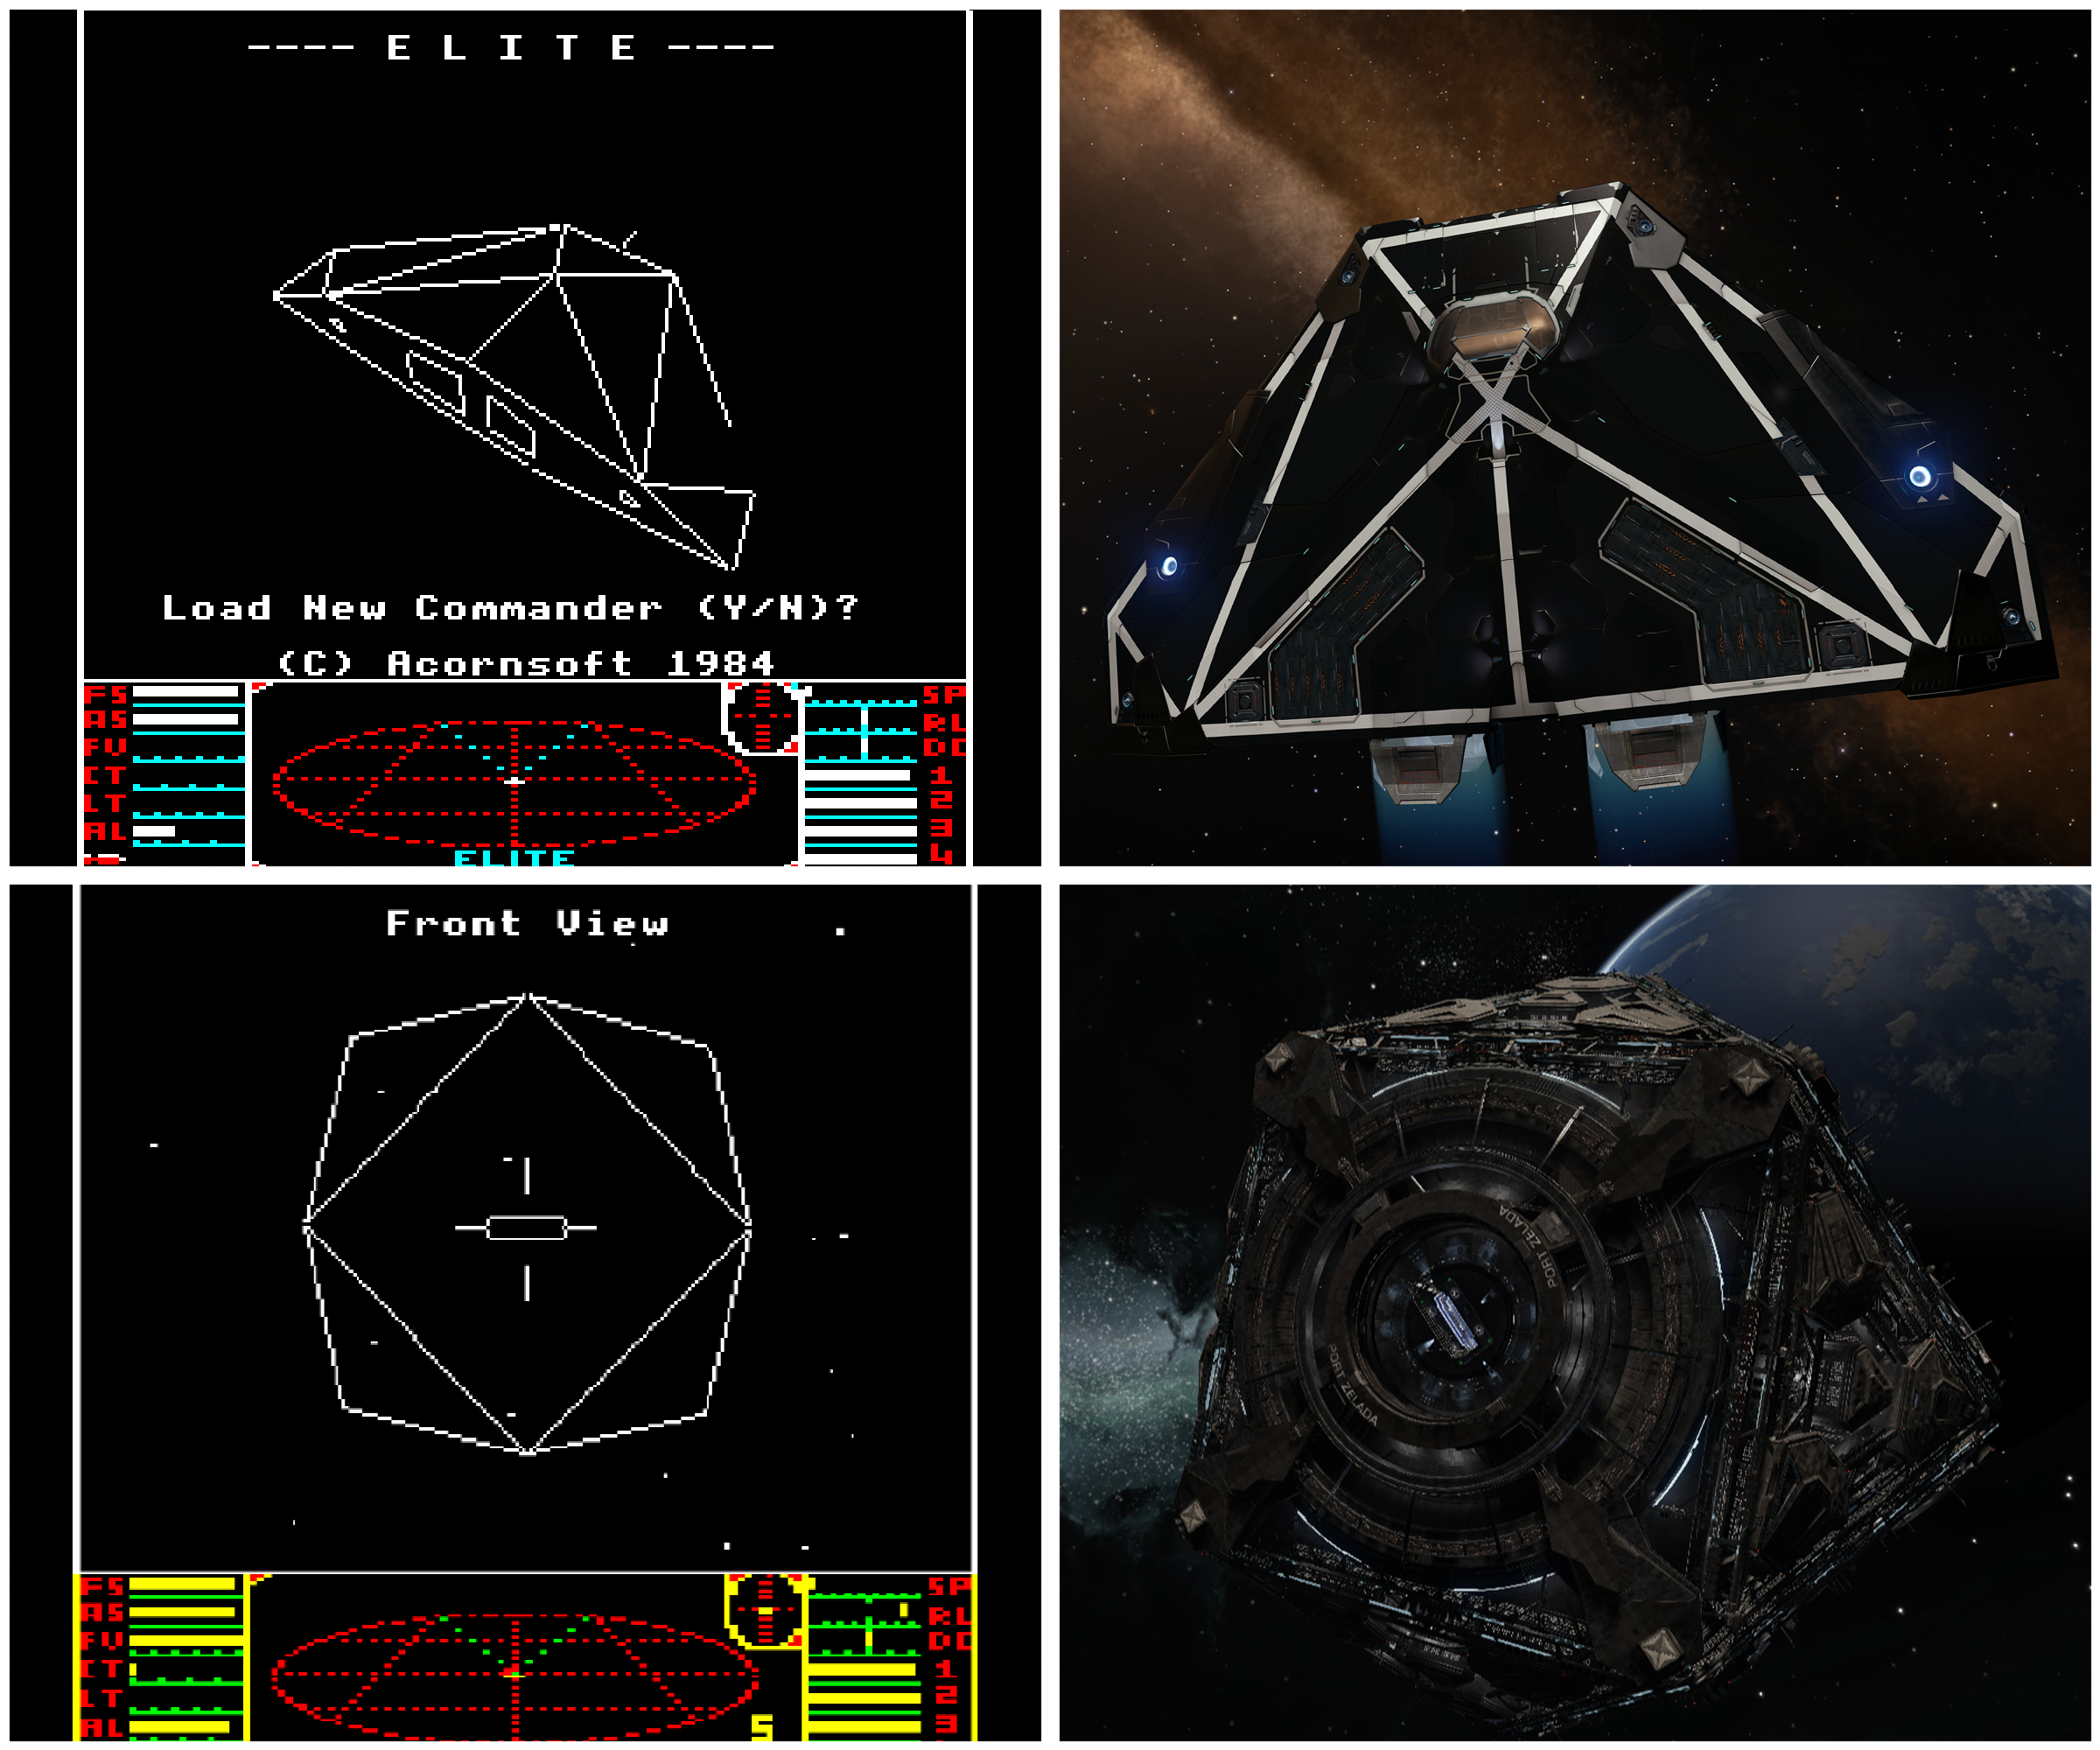 ---- E L I T E ----
Load New Commander (Y/N)?
(C) Acornsoft 1984
FS
AS
FU
CT
LT
AL
SP
RL
DC
1
2
3
4
ELITE
Front View
FS
AS
FU
CT
LT
AL
SP
RL
DC
1
2
3
S
PORT ZELADA
PORT ZELADA